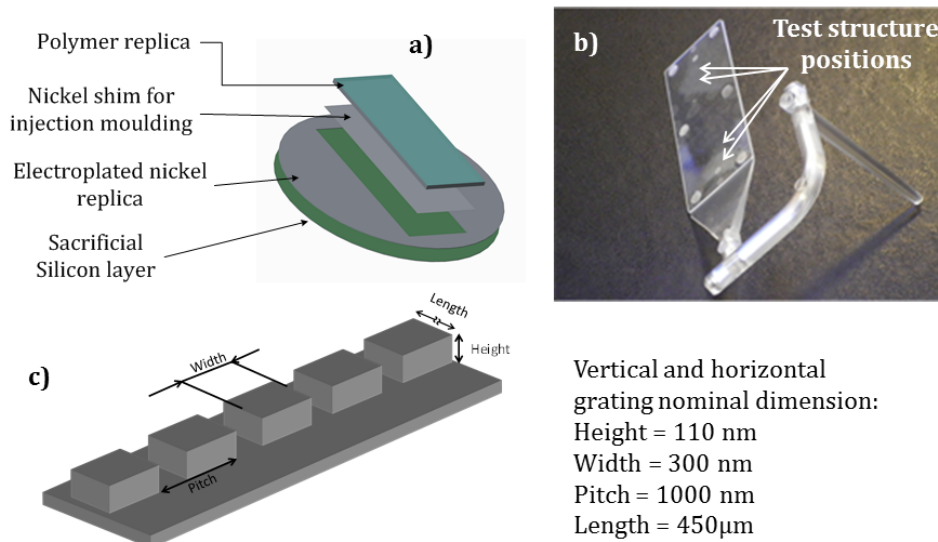 a)
Polymer replica
Nickel shim for
injection moulding
Electroplated nickel
replica
Sacrificial
Silicon layer
b)
Test structure
positions
c)
Width
Pitch
Length
Height
Vertical and horizontal
grating nominal dimension:
Height = 110 nm
Width = 300 nm
Pitch = 1000 nm
Length = 450μm